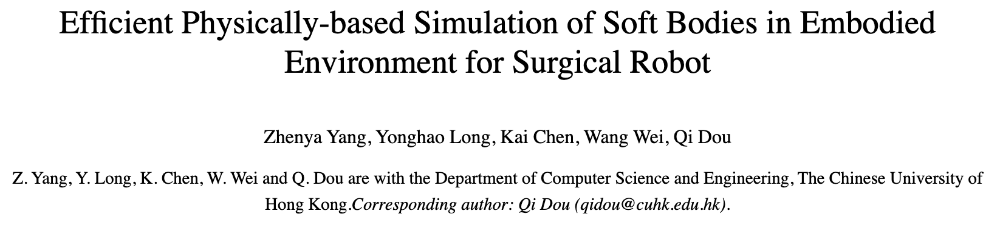 Efficient Physically-based Simulation of Soft Bodies in Embodied
Environment for Surgical Robot
Zhenya Yang, Yonghao Long, Kai Chen, Wang Wei, Qi Dou
Z. Yang, Y. Long, K. Chen, W. Wei and Q. Dou are with the Department of Computer Science and Engineering, The Chinese University of
Hong Kong.Corresponding author: Qi Dou (qidou@cuhk.edu.hk).